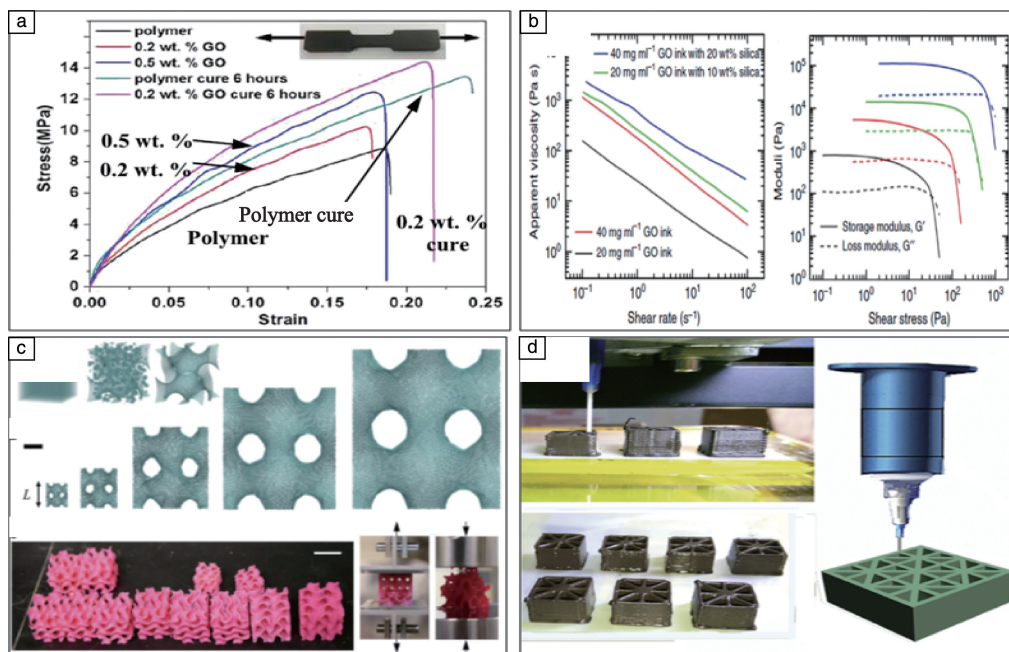 a
polymer
0.2 wt. % GO
0.5 wt. % GO
polymer cure 6 hours
0.2 wt. % GO cure 6 hours
Stress(MPa)
14
12
10
8
6
4
2
0
0.5 wt. %
0.2 wt. %
Polymer cure
Polymer
0.2 wt. %
cure
0.00
0.05
0.10
0.15
0.20
0.25
Strain
b
40 mg ml⁻¹ GO ink with 20 wt% silica
20 mg ml⁻¹ GO ink with 10 wt% silica
Apparent viscosity (Pa s)
10³
10²
10¹
10⁰
40 mg ml⁻¹ GO ink
20 mg ml⁻¹ GO ink
10⁻¹
10⁰
10¹
10²
Shear rate (s⁻¹)
Moduli (Pa)
10⁵
10⁴
10³
10²
10¹
10⁰
Storage modulus, G′
Loss modulus, G″
10⁻¹
10⁰
10¹
10²
10³
Shear stress (Pa)
c
L
d